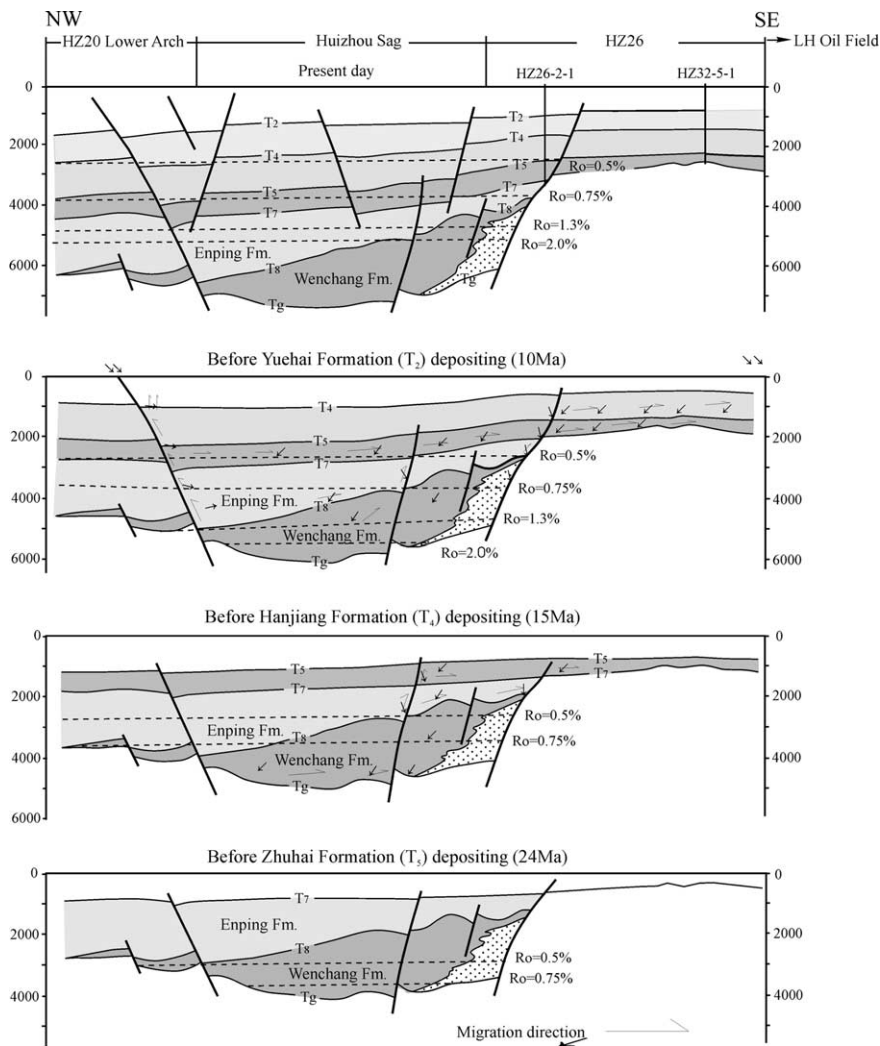 NW
SE
HZ20 Lower Arch
Huizhou Sag
HZ26
LH Oil Field
Present day
HZ26-2-1
HZ32-5-1
0
0
T2
T2
2000
2000
T4
T4
T5
Ro=0.5%
T5
T7
Ro=0.75%
4000
4000
T7
T8
Ro=1.3%
Enping Fm.
Ro=2.0%
6000
6000
T8
Wenchang Fm.
Tg
Tg
Before Yuehai Formation (T2) depositing (10Ma)
0
0
T4
2000
2000
T5
T7
Ro=0.5%
Ro=0.75%
4000
4000
Enping Fm.
T8
Ro=1.3%
Wenchang Fm.
Ro=2.0%
6000
6000
Tg
Before Hanjiang Formation (T4) depositing (15Ma)
0
0
T5
T5
T7
T7
2000
2000
Enping Fm.
T8
Ro=0.5%
Ro=0.75%
4000
4000
Wenchang Fm.
Tg
6000
6000
Before Zhuhai Formation (T5) depositing (24Ma)
0
0
T7
Enping Fm.
2000
2000
T8
Ro=0.5%
Wenchang Fm.
Ro=0.75%
4000
4000
Tg
Migration direction